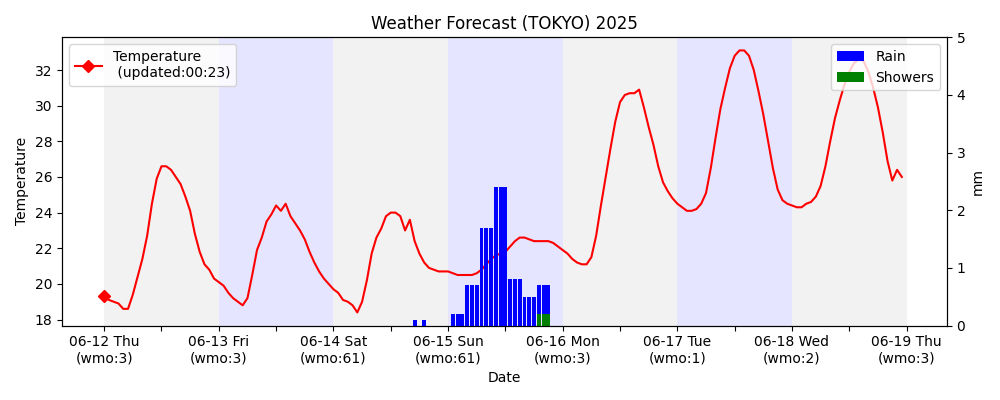 Weather Forecast (TOKYO) 2025
Temperature
(updated:00:23)
Rain
Showers
Temperature
32
30
28
26
24
22
20
18
5
4
3
2
1
0
mm
06-12 Thu
(wmo:3)
06-13 Fri
(wmo:3)
06-14 Sat
(wmo:61)
06-15 Sun
(wmo:61)
06-16 Mon
(wmo:3)
06-17 Tue
(wmo:1)
06-18 Wed
(wmo:2)
06-19 Thu
(wmo:3)
Date